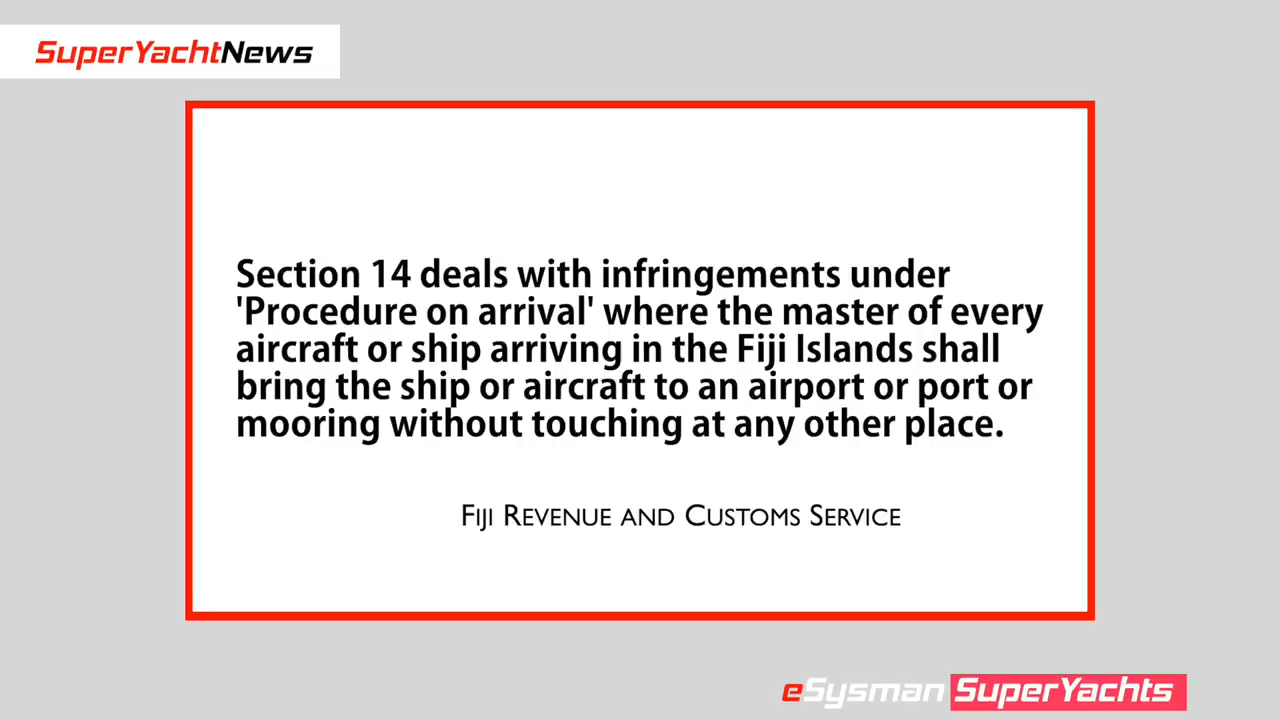 SuperYachtNews
Section 14 deals with infringements under
'Procedure on arrival' where the master of every
aircraft or ship arriving in the Fiji Islands shall
bring the ship or aircraft to an airport or port or
mooring without touching at any other place.
FIJI REVENUE AND CUSTOMS SERVICE
eSysman SuperYachts